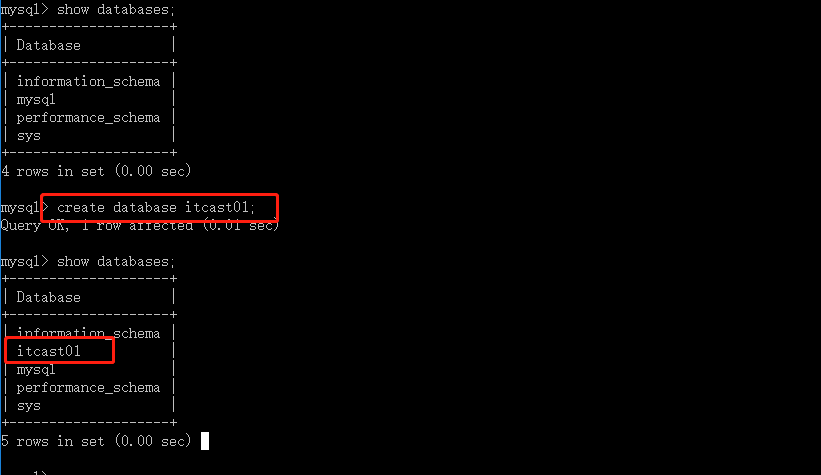 mysql> show databases;
+--------------------+
| Database           |
+--------------------+
| information_schema |
| mysql              |
| performance_schema |
| sys                |
+--------------------+
4 rows in set (0.00 sec)
mysql> create database itcast01;
Query OK, 1 row affected (0.01 sec)
mysql> show databases;
+--------------------+
| Database           |
+--------------------+
| information_schema |
| itcast01           |
| mysql              |
| performance_schema |
| sys                |
+--------------------+
5 rows in set (0.00 sec)
mysql>